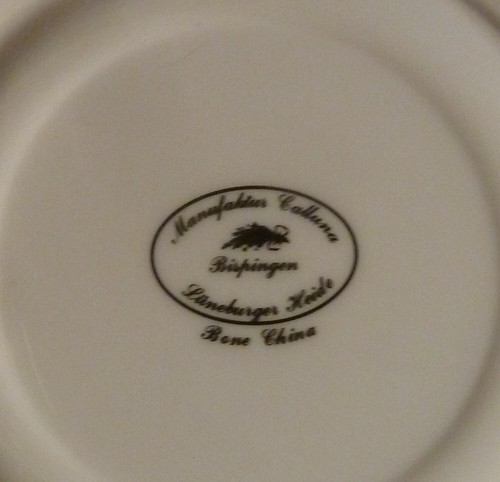 Manufaktur Calluna
Bispingen
Lüneburger Heide
Bone China